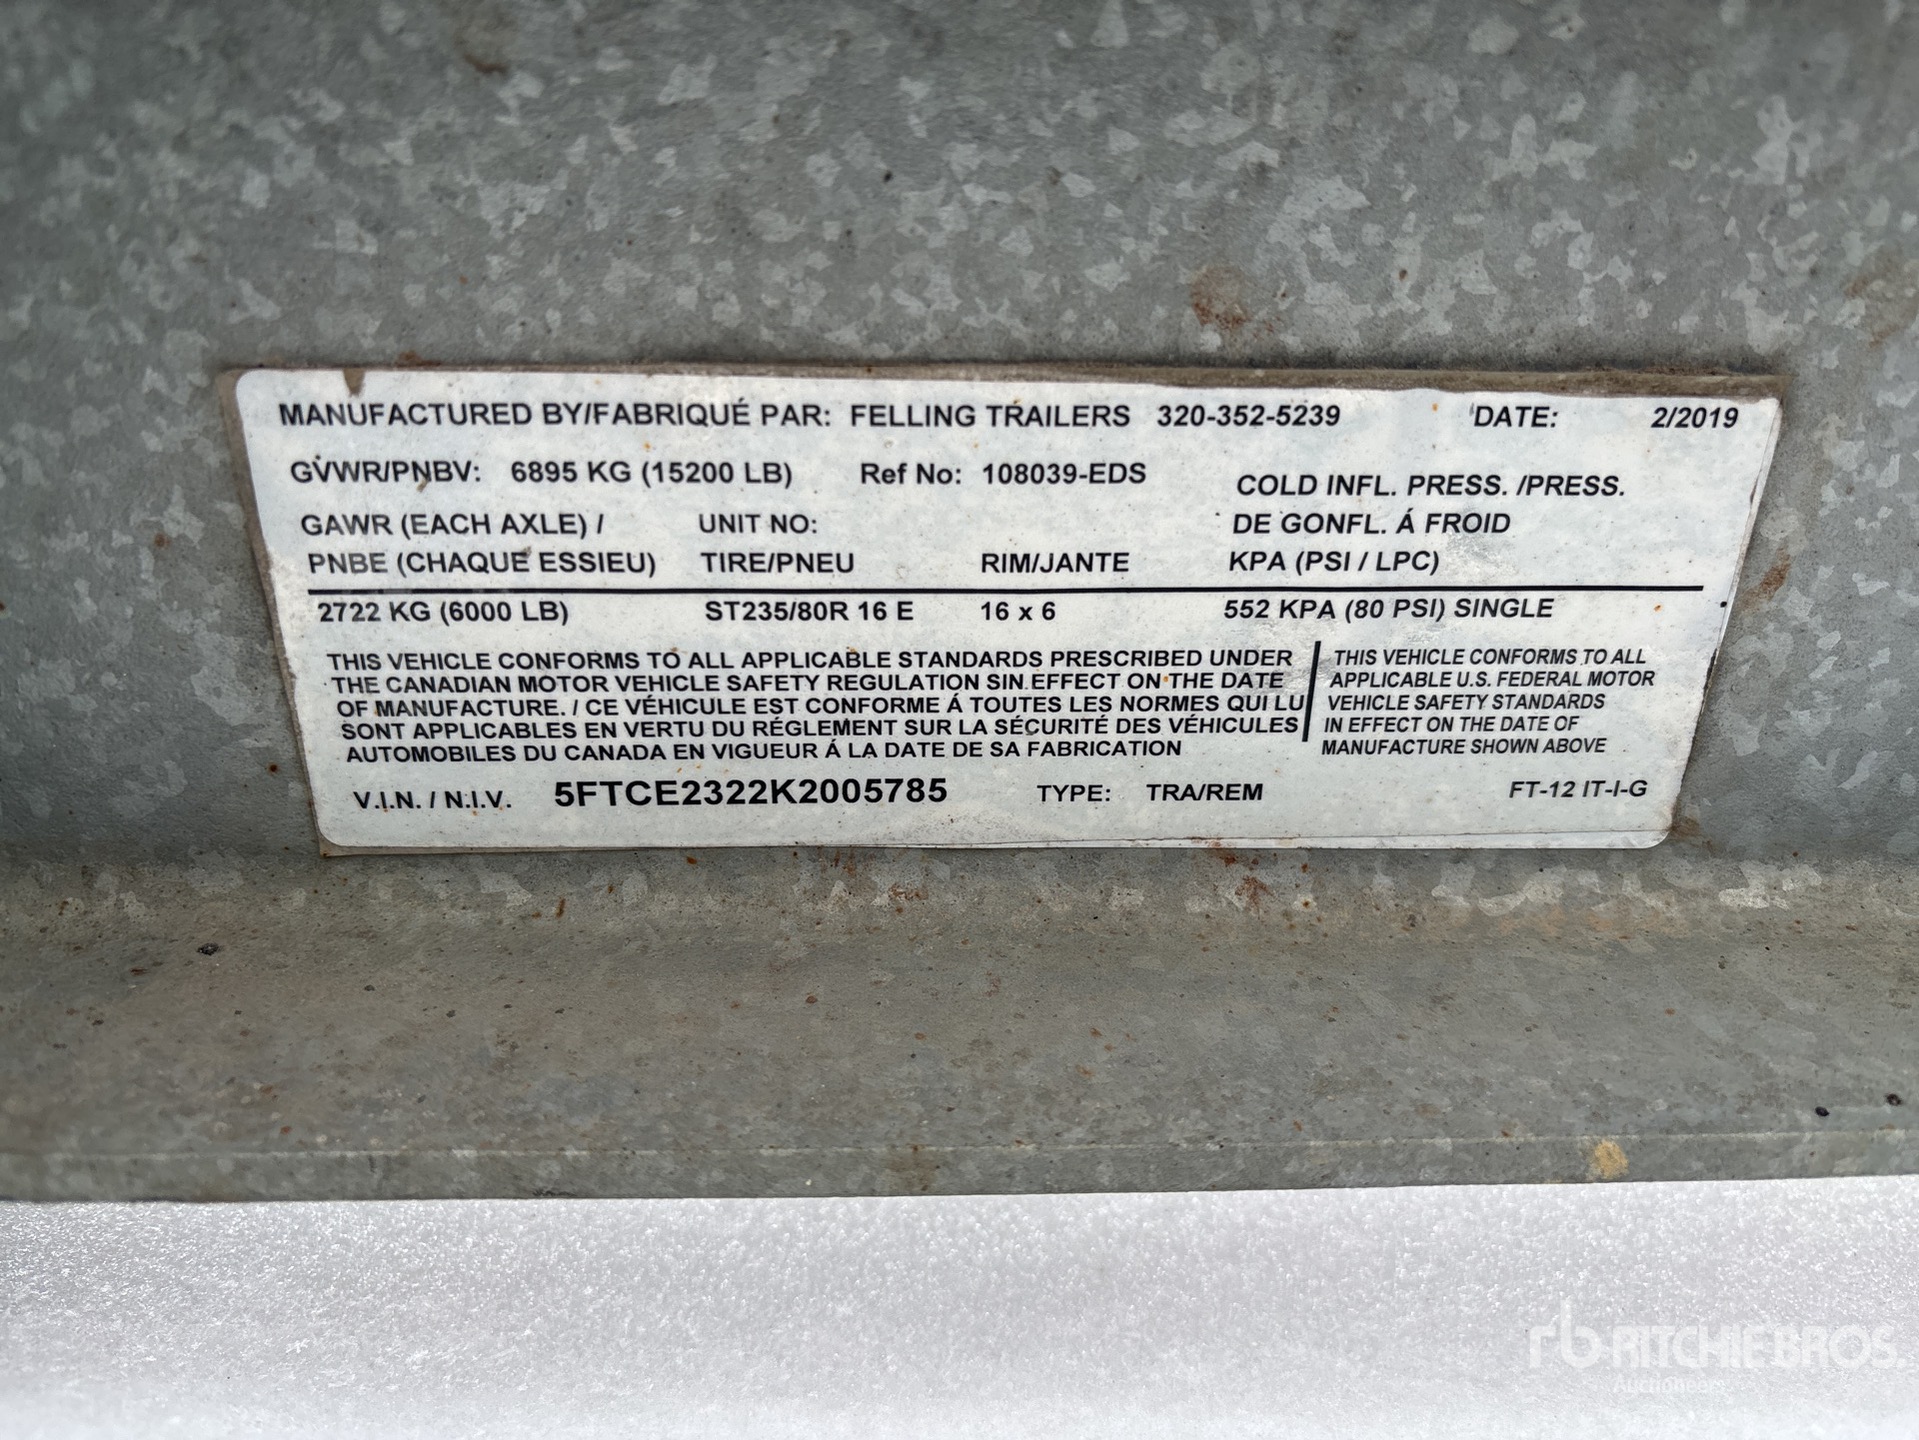 MANUFACTURED BY/FABRIQUÉ PAR: FELLING TRAILERS 320-352-5239 DATE: 2/2019
GVWR/PNBV: 6895 KG (15200 LB) Ref No: 108039-EDS
COLD INFL. PRESS. /PRESS.
GAWR (EACH AXLE) / UNIT NO: DE GONFL. Á FROID
PNBE (CHAQUE ESSIEU) TIRE/PNEU RIM/JANTE KPA (PSI / LPC)
2722 KG (6000 LB) ST235/80R 16 E 16 x 6 552 KPA (80 PSI) SINGLE
THIS VEHICLE CONFORMS TO ALL APPLICABLE STANDARDS PRESCRIBED UNDER
THE CANADIAN MOTOR VEHICLE SAFETY REGULATION SIN EFFECT ON THE DATE
OF MANUFACTURE. / CE VÉHICULE EST CONFORME Á TOUTES LES NORMES QUI LU
SONT APPLICABLES EN VERTU DU RÉGLEMENT SUR LA SÉCURITÉ DES VÉHICULES
AUTOMOBILES DU CANADA EN VIGUEUR Á LA DATE DE SA FABRICATION
THIS VEHICLE CONFORMS TO ALL
APPLICABLE U.S. FEDERAL MOTOR
VEHICLE SAFETY STANDARDS
IN EFFECT ON THE DATE OF
MANUFACTURE SHOWN ABOVE
V.I.N. / N.I.V. 5FTCE2322K2005785 TYPE: TRA/REM FT-12 IT-I-G
rb RITCHIE BROS.
Auctioneers